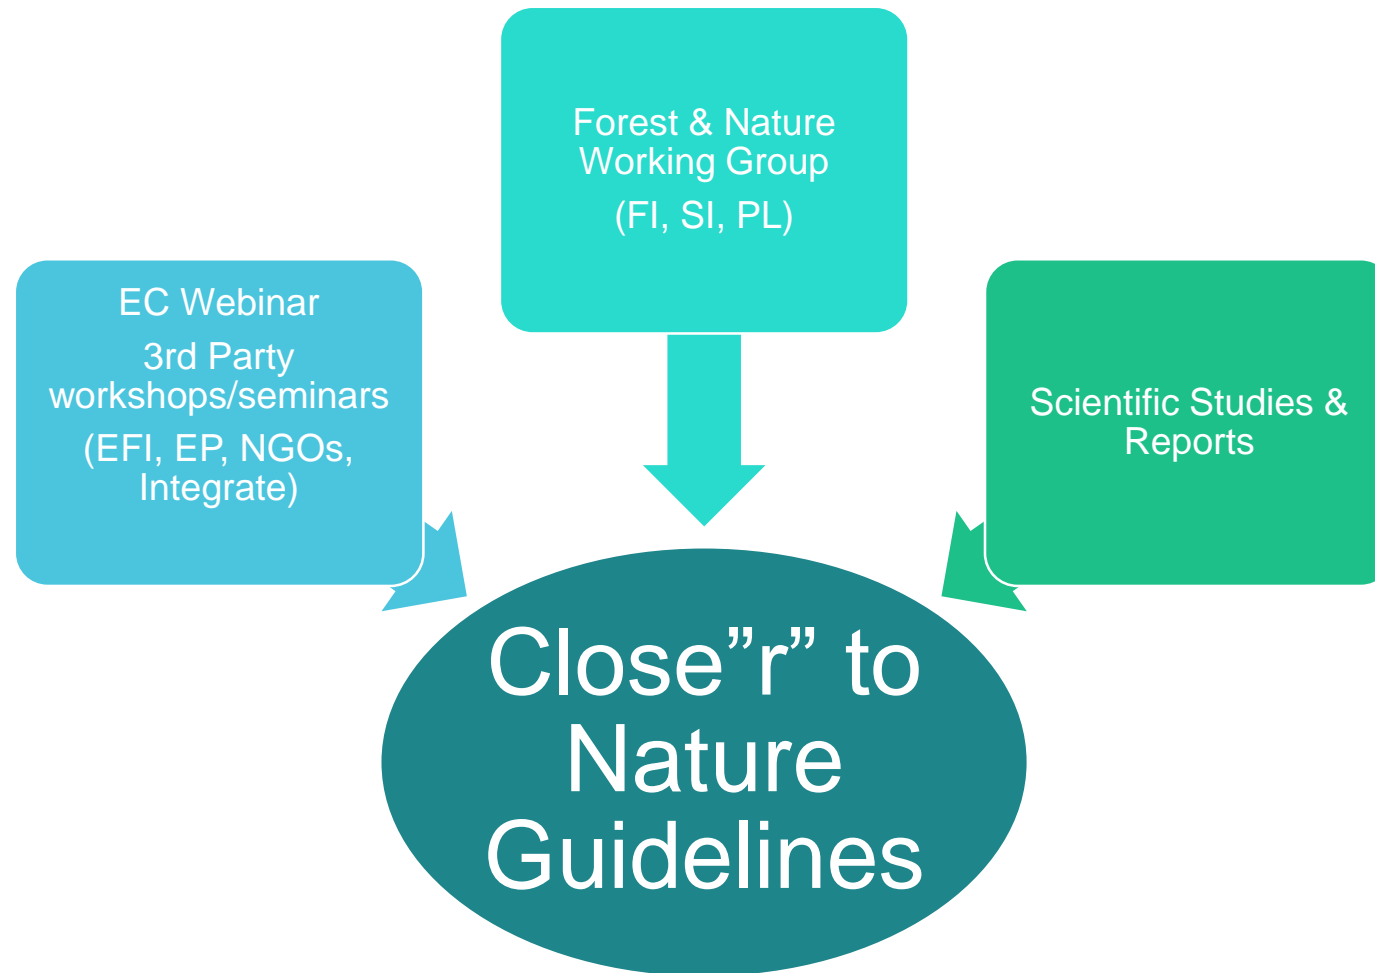 Forest & Nature
Working Group
(FI, SI, PL)
EC Webinar
3rd Party
workshops/seminars
(EFI, EP, NGOs,
Integrate)
Scientific Studies &
Reports
Close”r” to
Nature
Guidelines